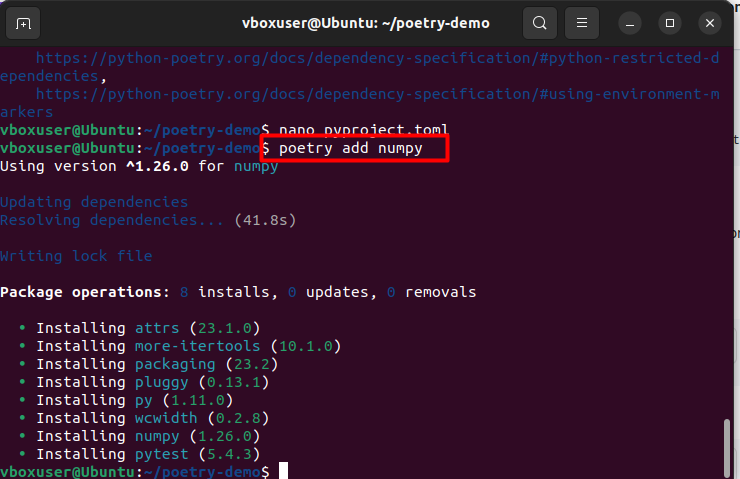 vboxuser@Ubuntu: ~/poetry-demo
https://python-poetry.org/docs/dependency-specification/#python-restricted-d
ependencies,
https://python-poetry.org/docs/dependency-specification/#using-environment-m
arkers
vboxuser@Ubuntu:~/poetry-demo$ nano pyproject.toml
vboxuser@Ubuntu:~/poetry-demo$ poetry add numpy
Using version ^1.26.0 for numpy
Updating dependencies
Resolving dependencies... (41.8s)
Writing lock file
Package operations: 8 installs, 0 updates, 0 removals
• Installing attrs (23.1.0)
• Installing more-itertools (10.1.0)
• Installing packaging (23.2)
• Installing pluggy (0.13.1)
• Installing py (1.11.0)
• Installing wcwidth (0.2.8)
• Installing numpy (1.26.0)
• Installing pytest (5.4.3)
vboxuser@Ubuntu:~/poetry-demo$